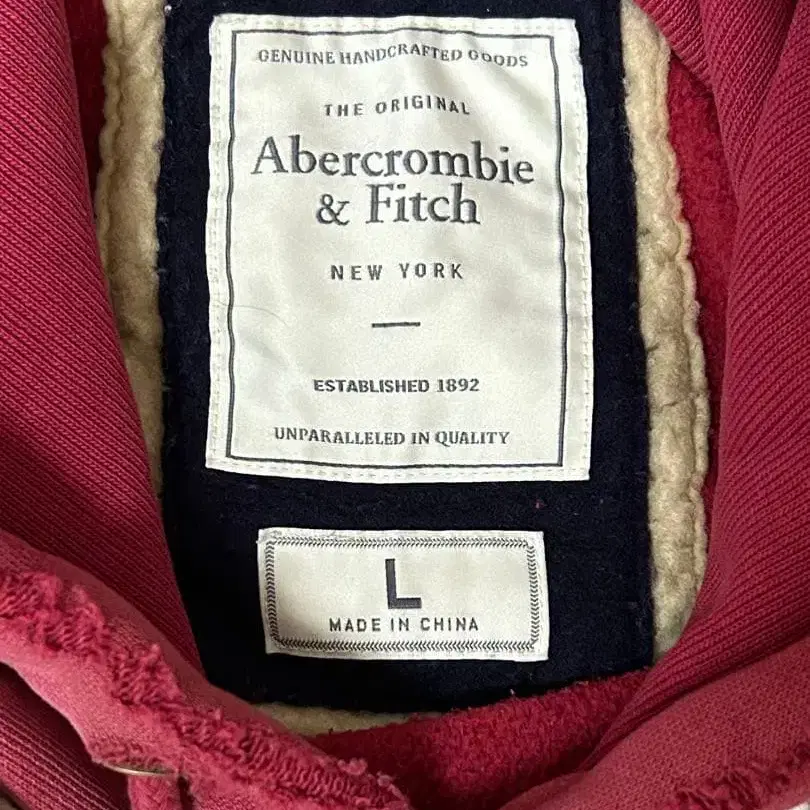 GENUINE HANDCRAFTED GOODS
THE ORIGINAL
Abercrombie
& Fitch
NEW YORK
ESTABLISHED 1892
UNPARALLELED IN QUALITY
L
MADE IN CHINA